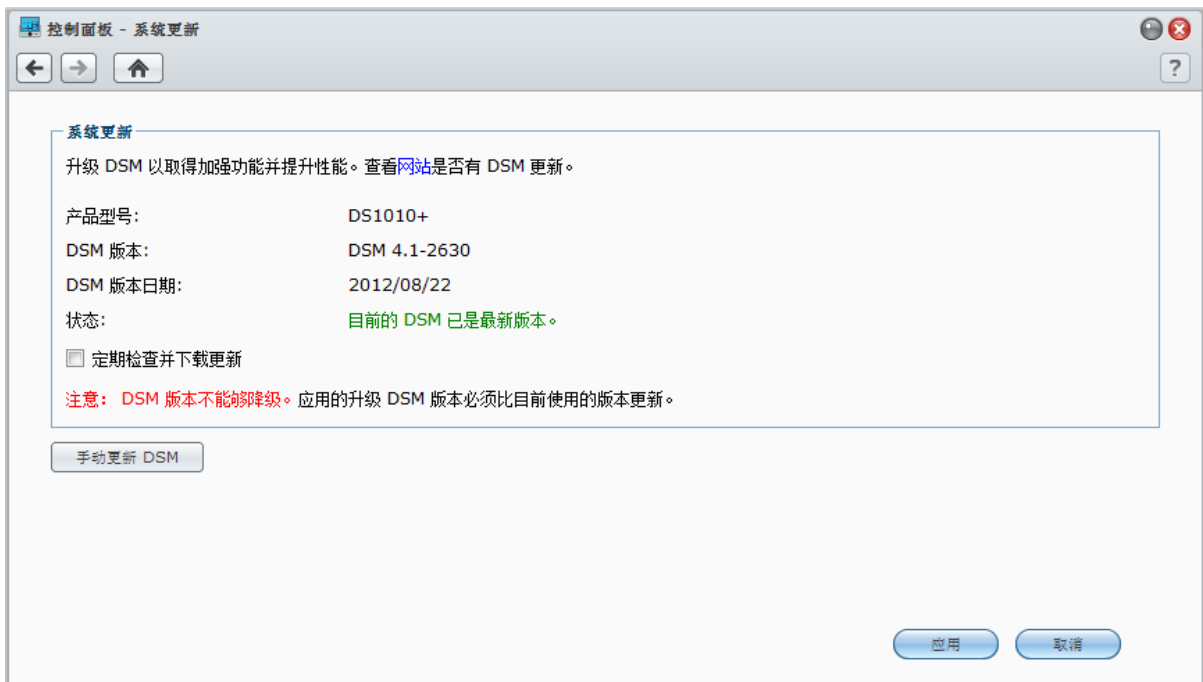 控制面板 - 系统更新
?
系统更新
升级 DSM 以取得加强功能并提升性能。查看网站是否有 DSM 更新。
产品型号: DS1010+
DSM 版本: DSM 4.1-2630
DSM 版本日期: 2012/08/22
状态: 目前的 DSM 已是最新版本。
定期检查并下载更新
注意: DSM 版本不能够降级。应用的升级 DSM 版本必须比目前使用的版本更新。
手动更新 DSM
应用 取消